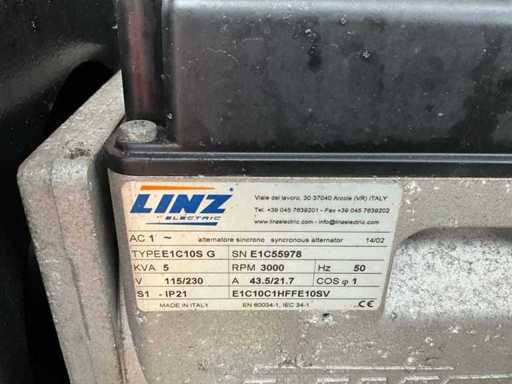 LINZ
ELECTRIC
Viale del lavoro, 30 37040 Arcole (VR) ITALY
Tel. +39 045 7639201 - Fax +39 045 7639202
info@linzelectric.com - www.linzelectric.com
AC 1 ~ alternatore sincrono syncronous alternator 14/02
TYPE E1C10S G SN E1C55978
KVA 5 RPM 3000 Hz 50
V 115/230 A 43.5/21.7 COS φ 1
S1 - IP21 E1C10C1HFFE10SV
MADE IN ITALY EN 60034-1, IEC 34-1 CE